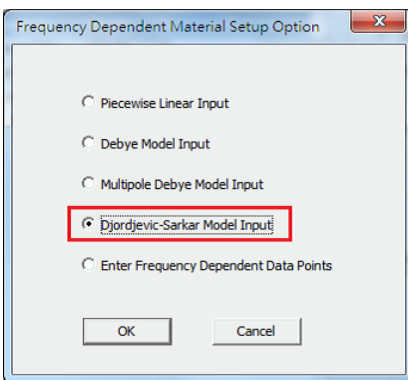 Frequency Dependent Material Setup Option
Piecewise Linear Input
Debye Model Input
Multipole Debye Model Input
Djordjevic-Sarkar Model Input
Enter Frequency Dependent Data Points
OK
Cancel